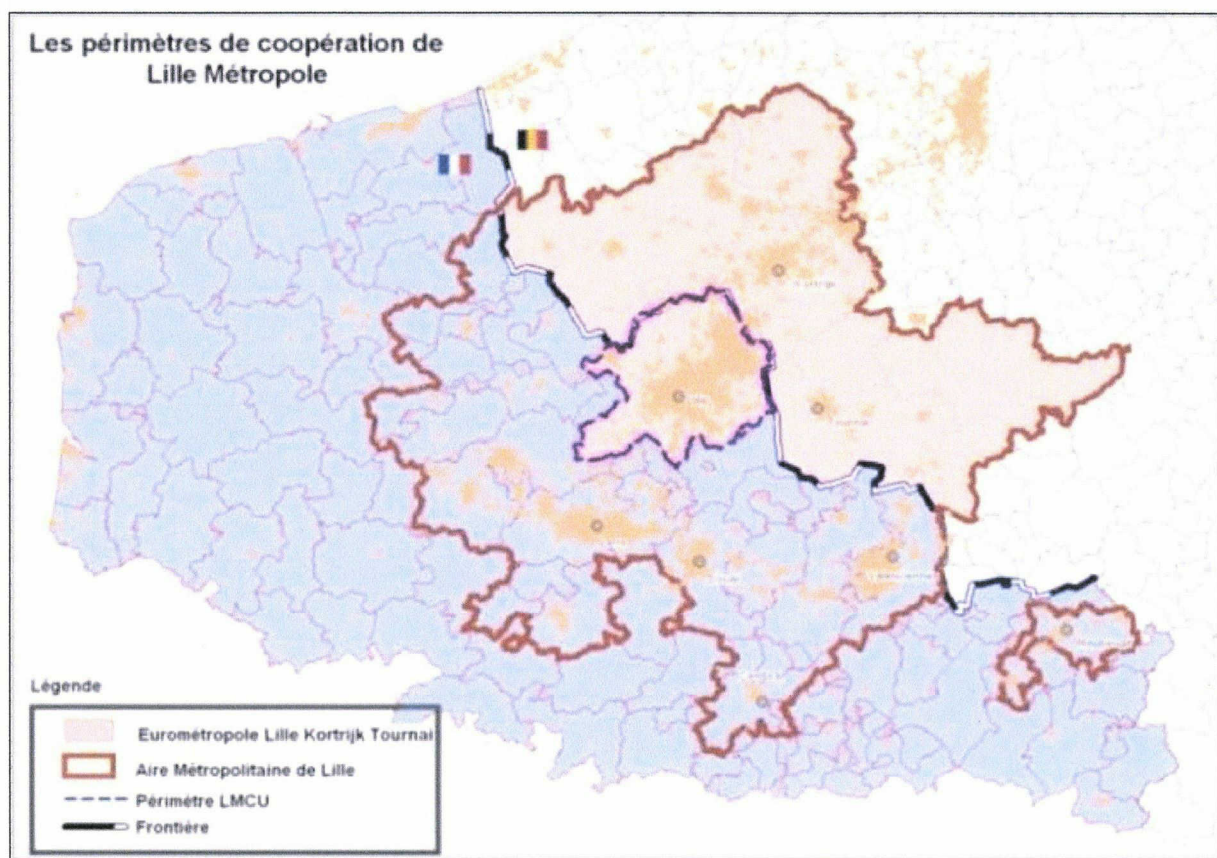 Les périmètres de coopération de
Lille Métropole
Légende
Eurométropole Lille Kortrijk Tournai
Aire Métropolitaine de Lille
Périmètre LMCU
Frontière